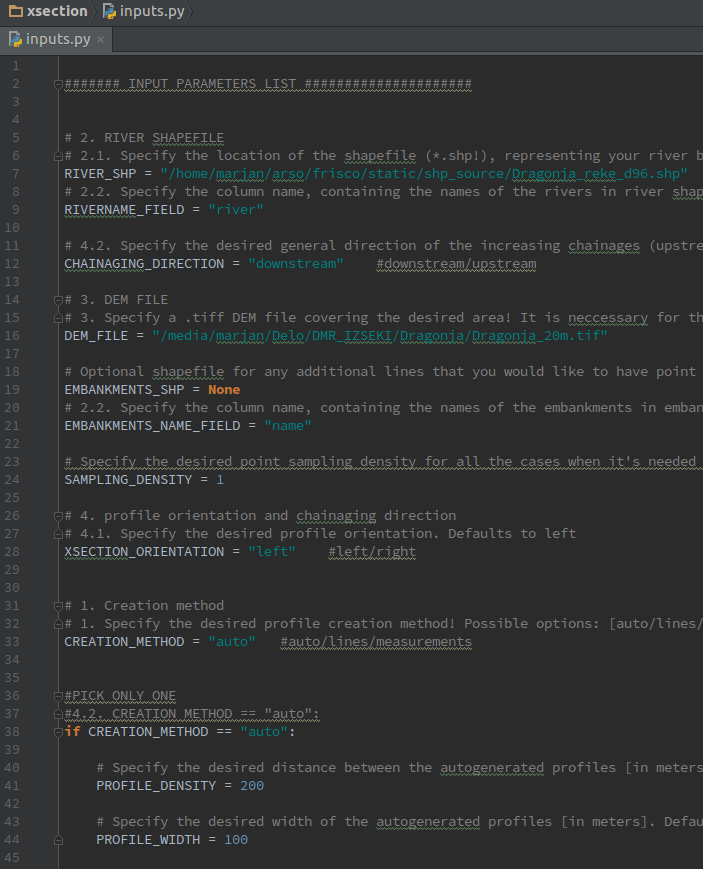 xsection inputs.py
inputs.py ×
1
2 ####### INPUT PARAMETERS LIST #####################
3
4
5 # 2. RIVER SHAPEFILE
6 # 2.1. Specify the location of the shapefile (*.shp!), representing your river b
7 RIVER_SHP = "/home/marjan/arso/frisco/static/shp_source/Dragonja_reke_d96.shp"
8 # 2.2. Specify the column name, containing the names of the rivers in river shap
9 RIVERNAME_FIELD = "river"
10
11 # 4.2. Specify the desired general direction of the increasing chainages (upstre
12 CHAINAGING_DIRECTION = "downstream" #downstream/upstream
13
14 # 3. DEM FILE
15 # 3. Specify a .tiff DEM file covering the desired area! It is neccessary for th
16 DEM_FILE = "/media/marjan/Delo/DMR_IZSEKI/Dragonja/Dragonja_20m.tif"
17
18 # Optional shapefile for any additional lines that you would like to have point
19 EMBANKMENTS_SHP = None
20 # 2.2. Specify the column name, containing the names of the embankments in emban
21 EMBANKMENTS_NAME_FIELD = "name"
22
23 # Specify the desired point sampling density for all the cases when it's needed
24 SAMPLING_DENSITY = 1
25
26 # 4. profile orientation and chainaging direction
27 # 4.1. Specify the desired profile orientation. Defaults to left
28 XSECTION_ORIENTATION = "left" #left/right
29
30
31 # 1. Creation method
32 # 1. Specify the desired profile creation method! Possible options: [auto/lines/
33 CREATION_METHOD = "auto" #auto/lines/measurements
34
35
36 #PICK ONLY ONE
37 #4.2. CREATION METHOD == "auto":
38 if CREATION_METHOD == "auto":
39
40 # Specify the desired distance between the autogenerated profiles [in meters
41 PROFILE_DENSITY = 200
42
43 # Specify the desired width of the autogenerated profiles [in meters]. Defau
44 PROFILE_WIDTH = 100
45